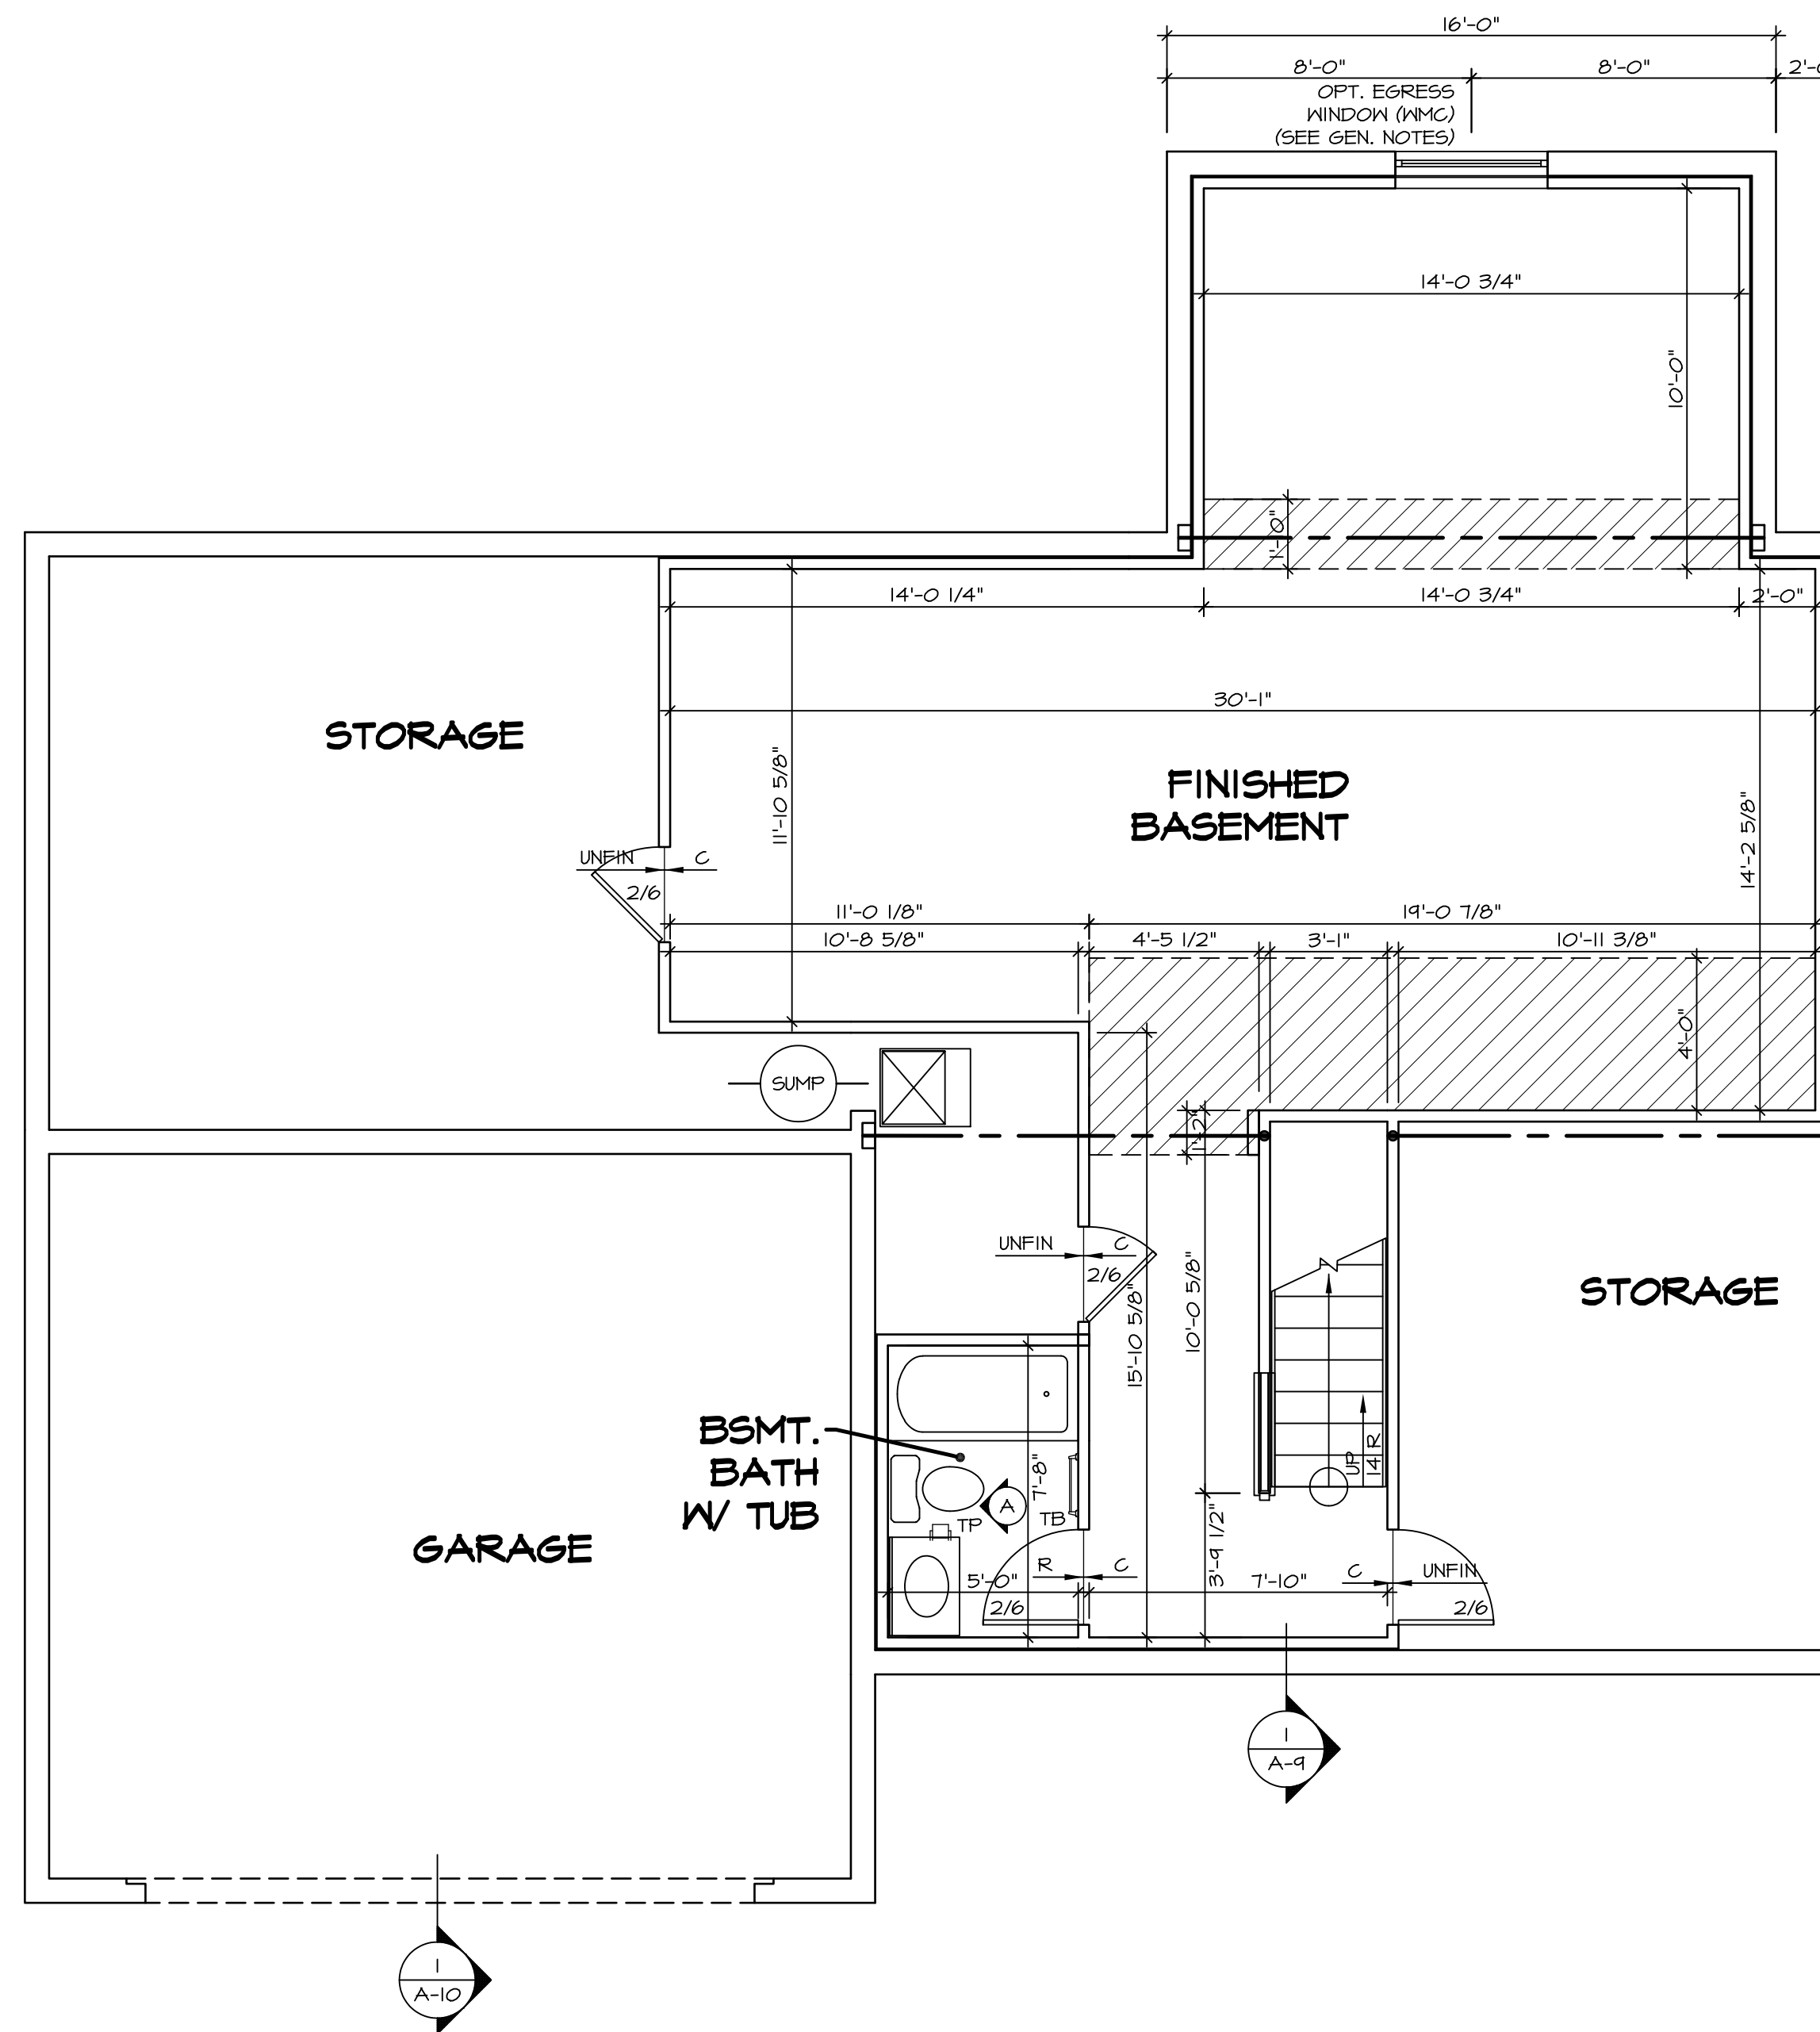 16'-0"
8'-0"
8'-0"
OPT. EGRESS
WINDOW (WMC)
(SEE GEN. NOTES)
14'-0 3/4"
10'-0"
1'-0"
14'-0 1/4"
14'-0 3/4"
2'-0"
30'-1"
STORAGE
FINISHED
BASEMENT
11'-10 5/8"
14'-2 5/8"
UNFIN
C
2/6
11'-0 1/8"
19'-0 7/8"
10'-8 5/8"
4'-5 1/2"
3'-1"
10'-11 3/8"
4'-0"
SUMP
1'-2"
UNFIN
C
2/6
15'-10 5/8"
10'-0 5/8"
STORAGE
BSMT.
BATH
W/ TUB
7'-8"
UP
14 R
A
TP
TB
GARAGE
3'-9 1/2"
R
C
5'-0"
7'-10"
C
UNFIN
2/6
2/6
1
A-9
1
A-10